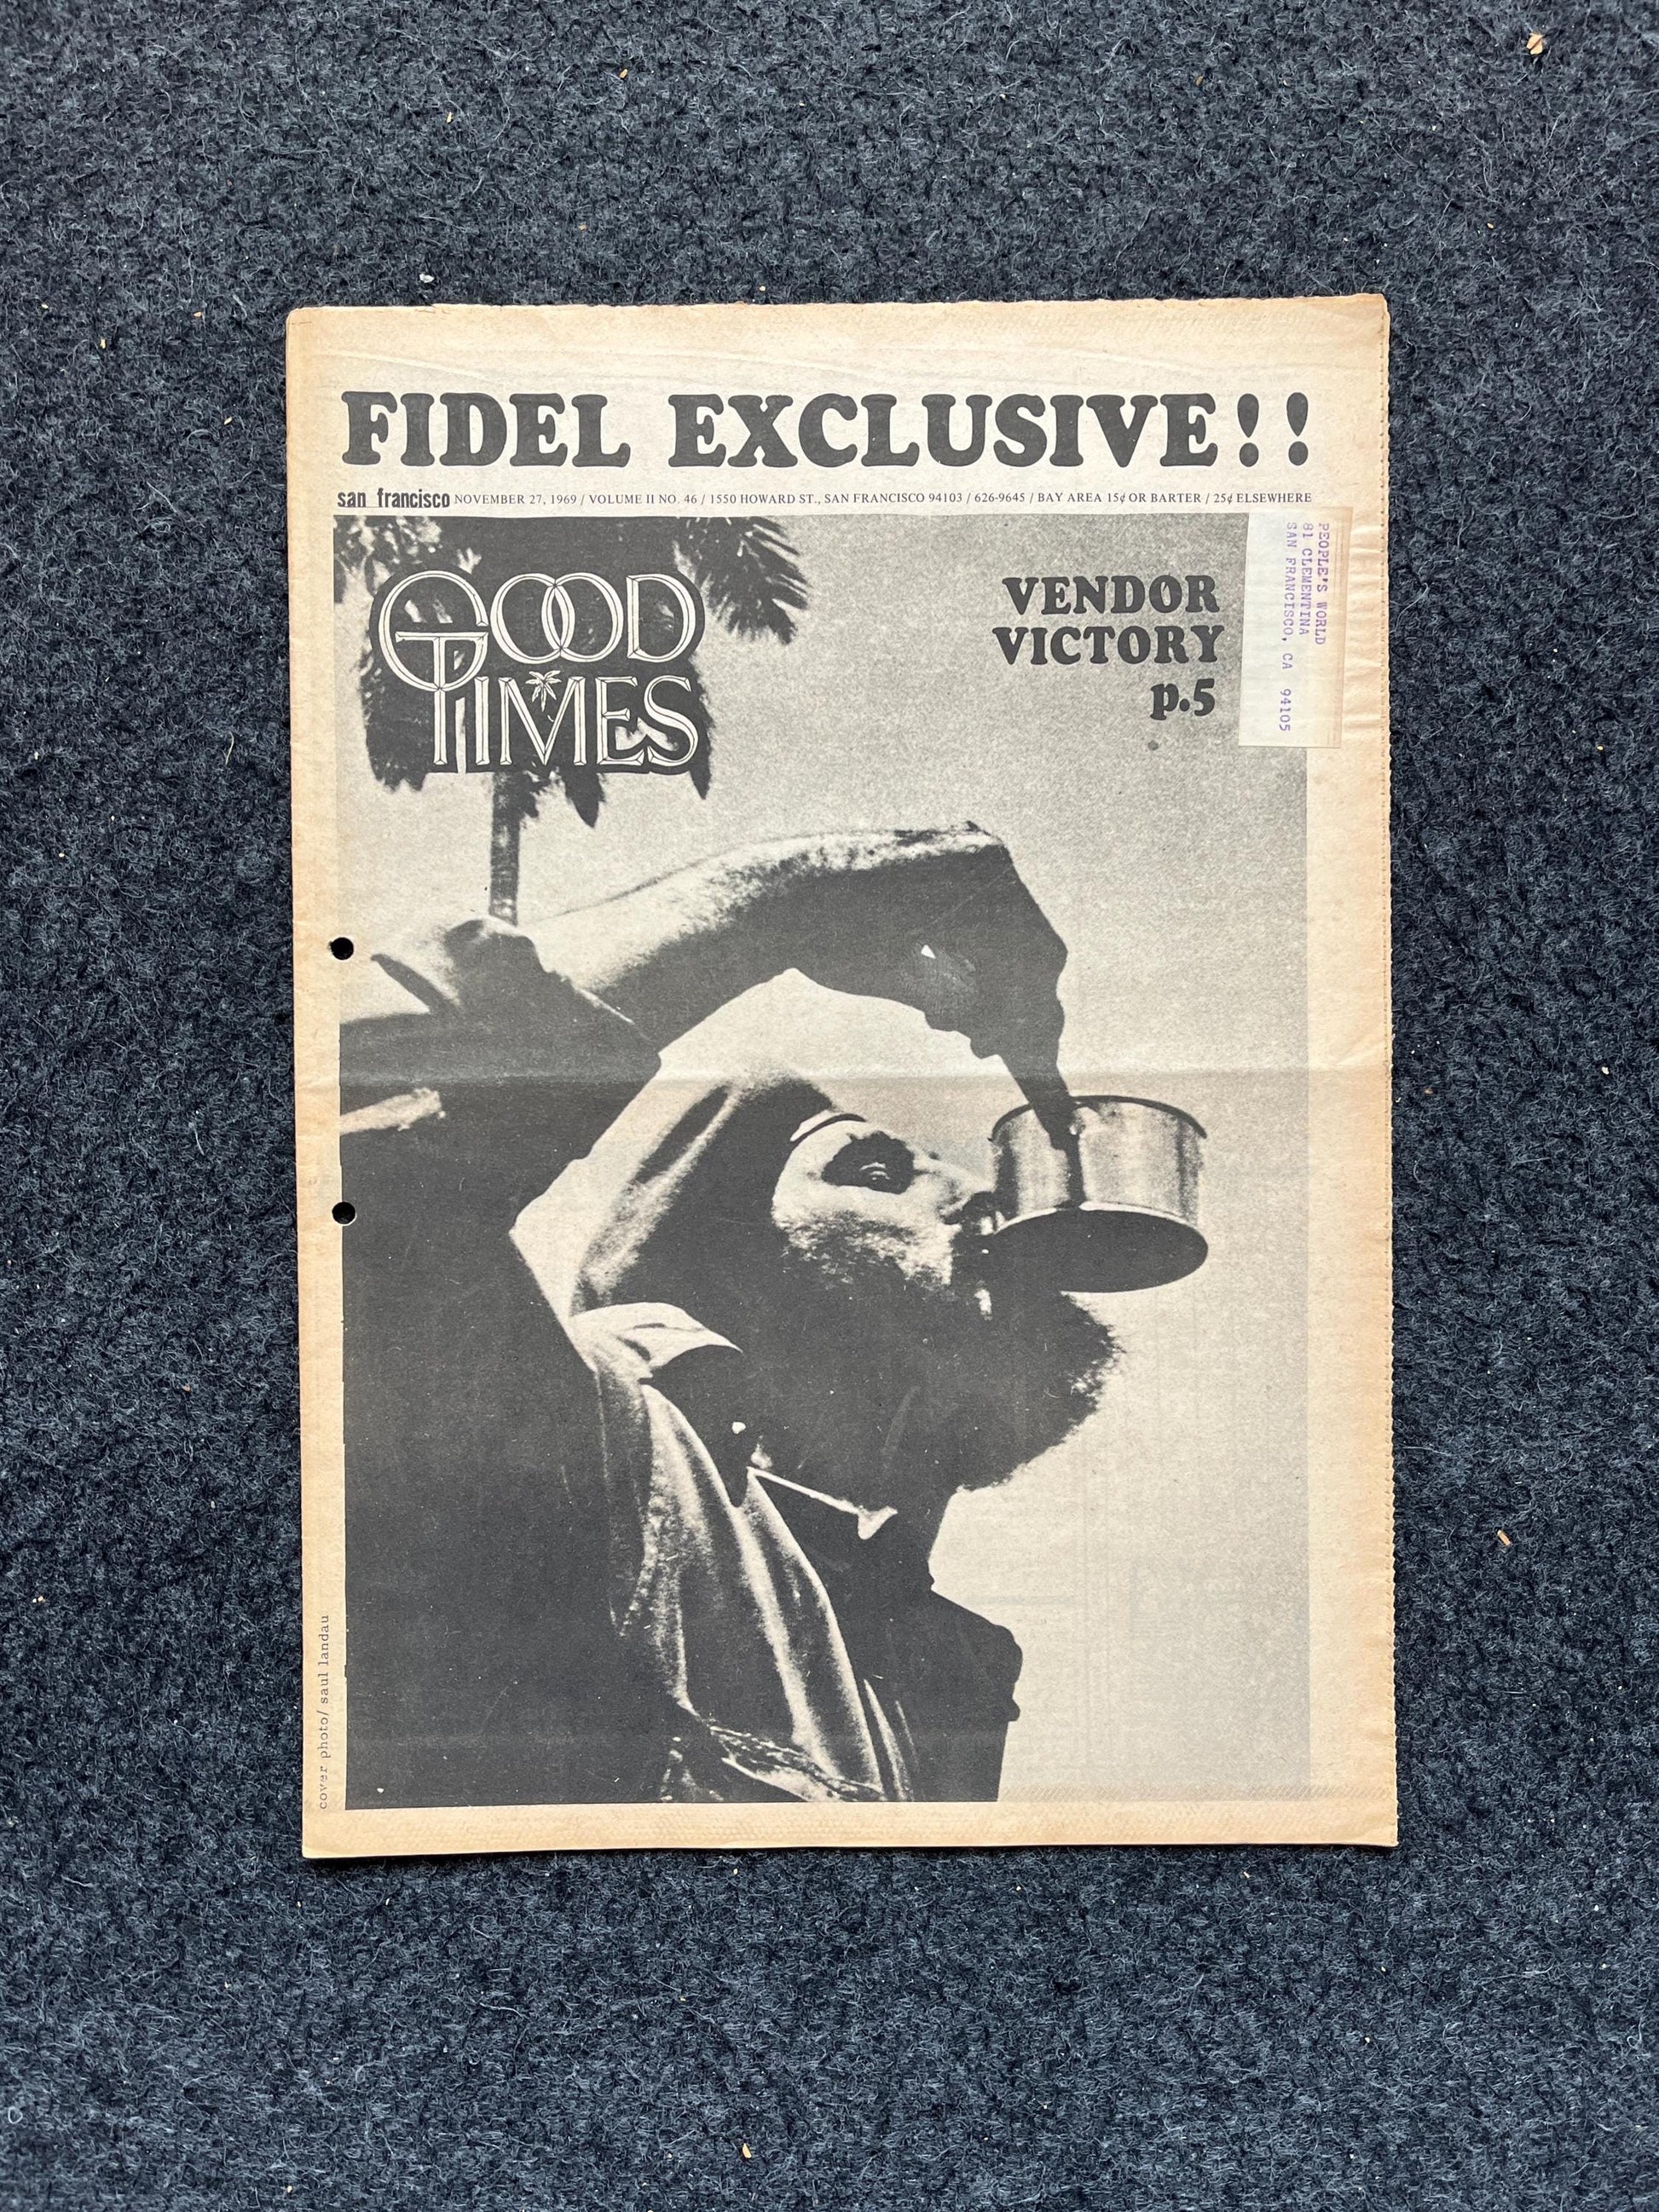 FIDEL EXCLUSIVE!!
san francisco NOVEMBER 27, 1969 / VOLUME II NO. 46 / 1550 HOWARD ST., SAN FRANCISCO 94103 / 626-9645 / BAY AREA 15¢ OR BARTER / 25¢ ELSEWHERE
GOOD
TIMES
VENDOR
VICTORY
p.5
PEOPLE'S WORLD
81 CLEMENTINA
SAN FRANCISCO, CA 94105
cover photo/ saul landau